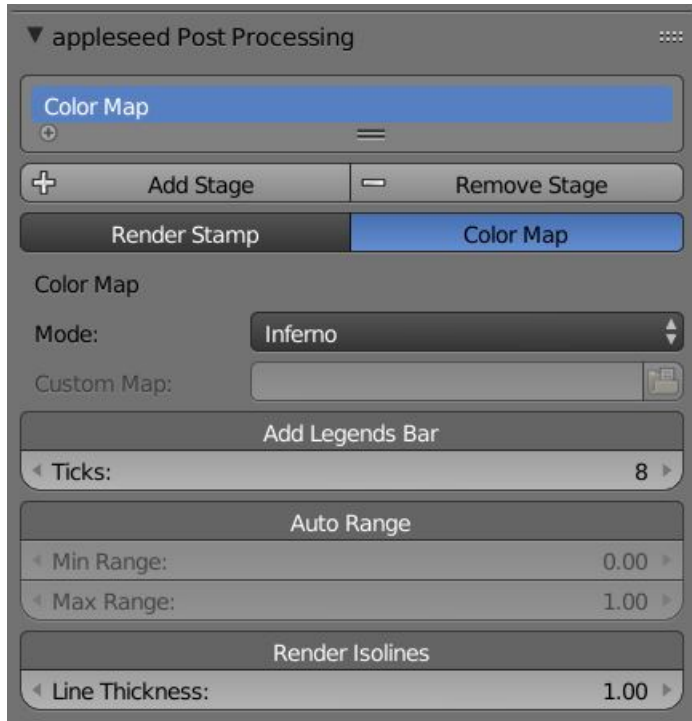 appleseed Post Processing
Color Map
Add Stage Remove Stage
Render Stamp Color Map
Color Map
Mode: Inferno
Custom Map:
Add Legends Bar
Ticks: 8
Auto Range
Min Range: 0.00
Max Range: 1.00
Render Isolines
Line Thickness: 1.00